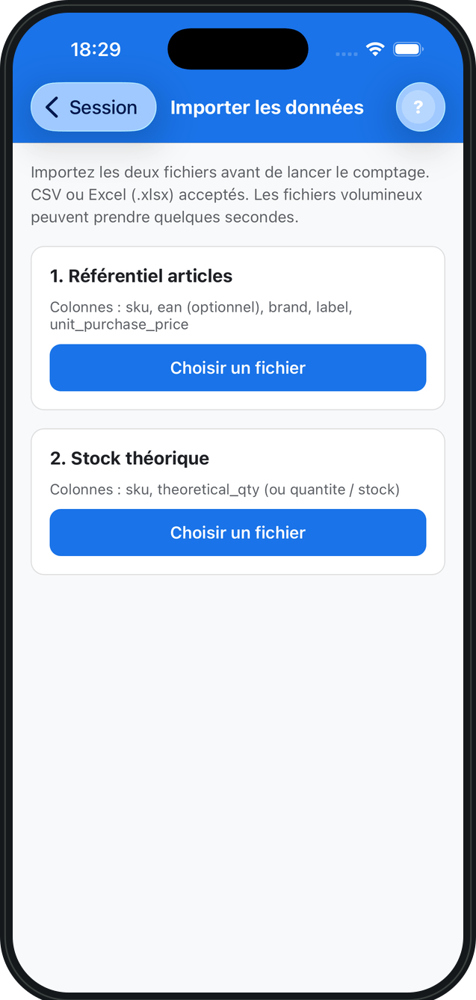 18:29
Session
Importer les données
?
Importez les deux fichiers avant de lancer le comptage.
CSV ou Excel (.xlsx) acceptés. Les fichiers volumineux
peuvent prendre quelques secondes.
1. Référentiel articles
Colonnes : sku, ean (optionnel), brand, label,
unit_purchase_price
Choisir un fichier
2. Stock théorique
Colonnes : sku, theoretical_qty (ou quantite / stock)
Choisir un fichier